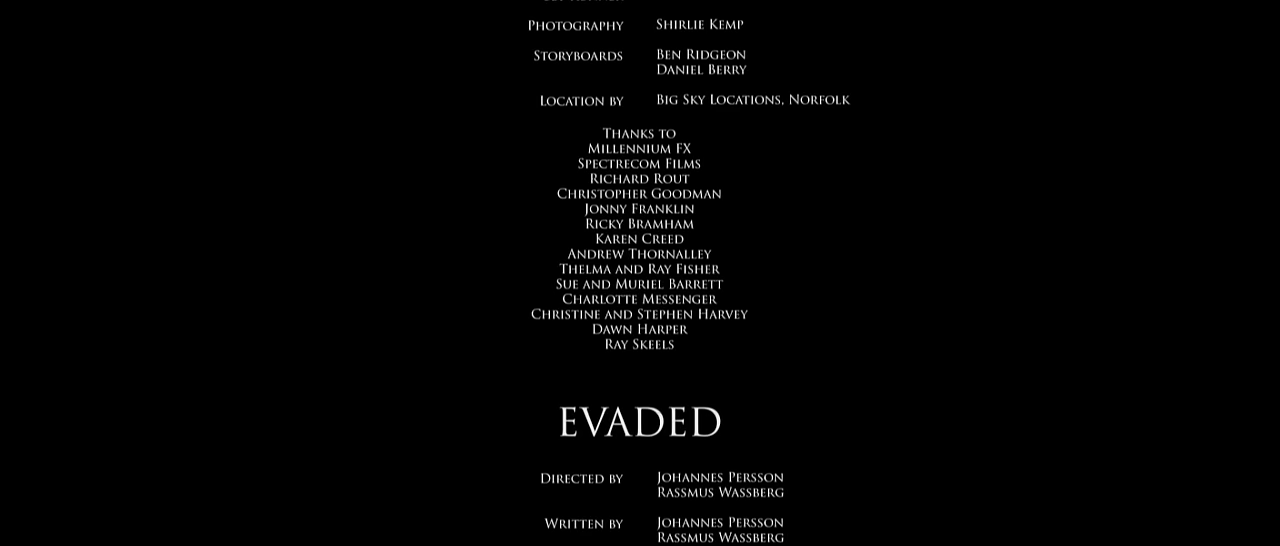 Photography Shirlie Kemp
Storyboards Ben Ridgeon
Daniel Berry
Location by Big Sky Locations, Norfolk
Thanks to
Millennium FX
Spectrecom Films
Richard Rout
Christopher Goodman
Jonny Franklin
Ricky Bramham
Karen Creed
Andrew Thornalley
Thelma and Ray Fisher
Sue and Muriel Barrett
Charlotte Messenger
Christine and Stephen Harvey
Dawn Harper
Ray Skeels
EVADED
Directed by Johannes Persson
Rassmus Wassberg
Written by Johannes Persson
Rassmus Wassberg